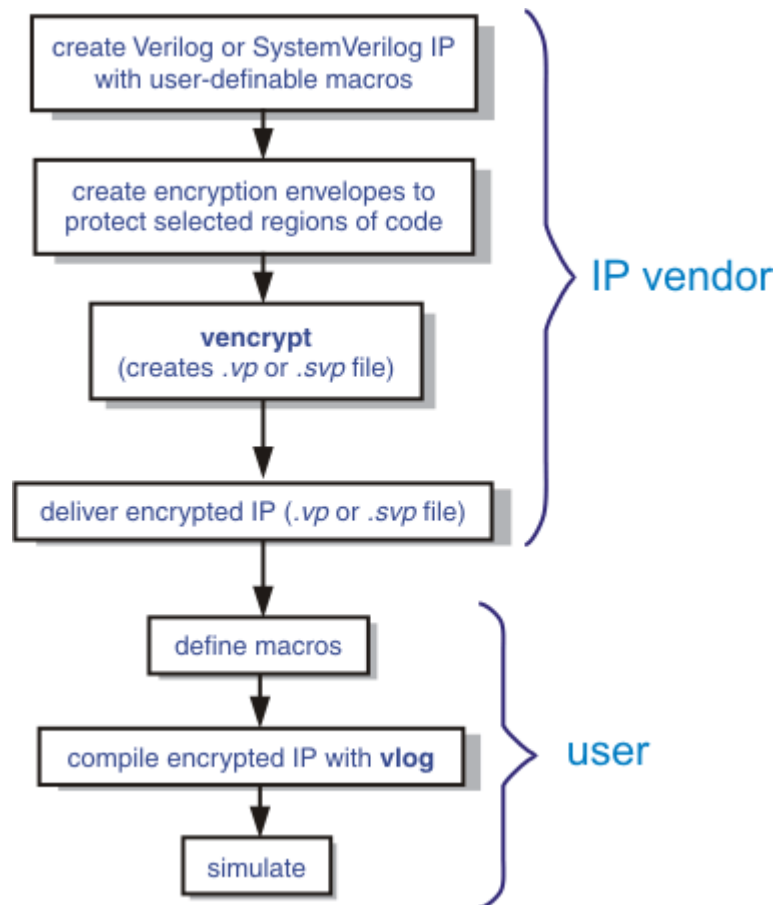 create Verilog or SystemVerilog IP
with user-definable macros
create encryption envelopes to
protect selected regions of code
IP vendor
vencrypt
(creates .vp or .svp file)
deliver encrypted IP (.vp or .svp file)
define macros
compile encrypted IP with vlog
user
simulate